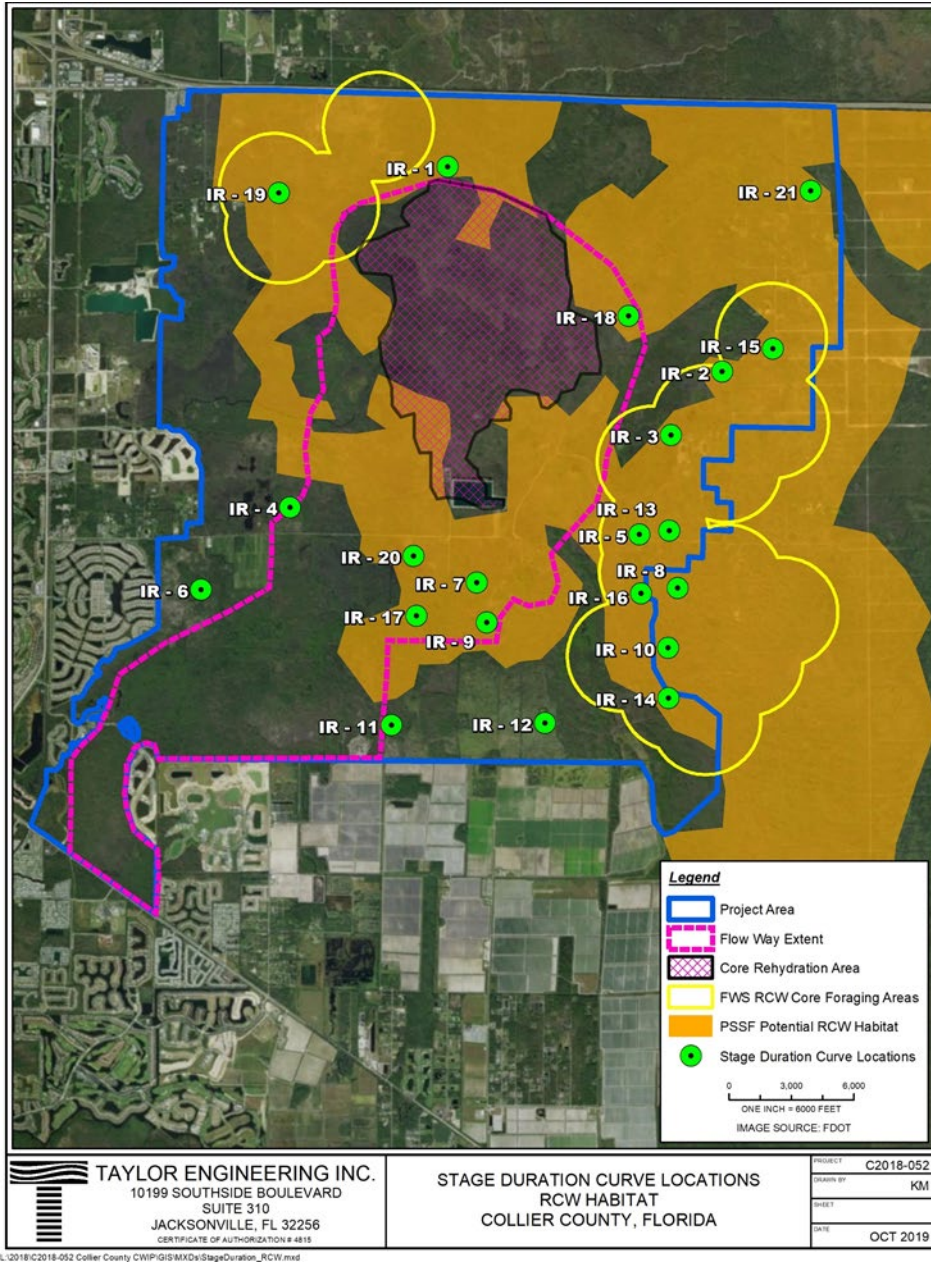 IR - 1
IR - 19
IR - 21
IR - 18
IR - 15
IR - 2
IR - 3
IR - 4
IR - 13
IR - 5
IR - 20
IR - 7
IR - 8
IR - 6
IR - 16
IR - 17
IR - 9
IR - 10
IR - 14
IR - 11
IR - 12
Legend
Project Area
Flow Way Extent
Core Rehydration Area
FWS RCW Core Foraging Areas
PSSF Potential RCW Habitat
Stage Duration Curve Locations
0 3,000 6,000
ONE INCH = 6000 FEET
IMAGE SOURCE: FDOT
TAYLOR ENGINEERING INC.
10199 SOUTHSIDE BOULEVARD
SUITE 310
JACKSONVILLE, FL 32256
CERTIFICATE OF AUTHORIZATION # 4815
STAGE DURATION CURVE LOCATIONS
RCW HABITAT
COLLIER COUNTY, FLORIDA
PROJECT C2018-052
DRAWN BY KM
SHEET
DATE OCT 2019
L:\2018\C2018-052 Collier County CWIP\GIS\MXDs\StageDuration_RCW.mxd